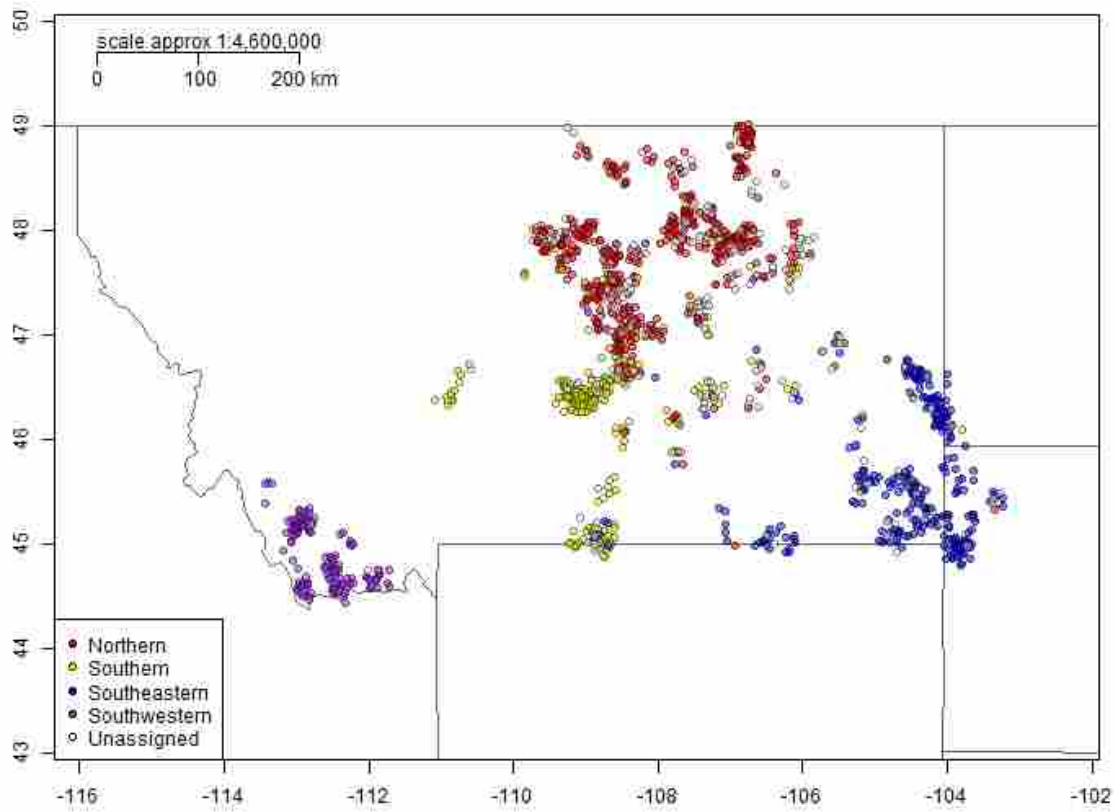 scale approx 1:4,600,000
0 100 200 km
50
49
48
47
46
45
44
43
Northern
Southern
Southeastern
Southwestern
Unassigned
-116 -114 -112 -110 -108 -106 -104 -102